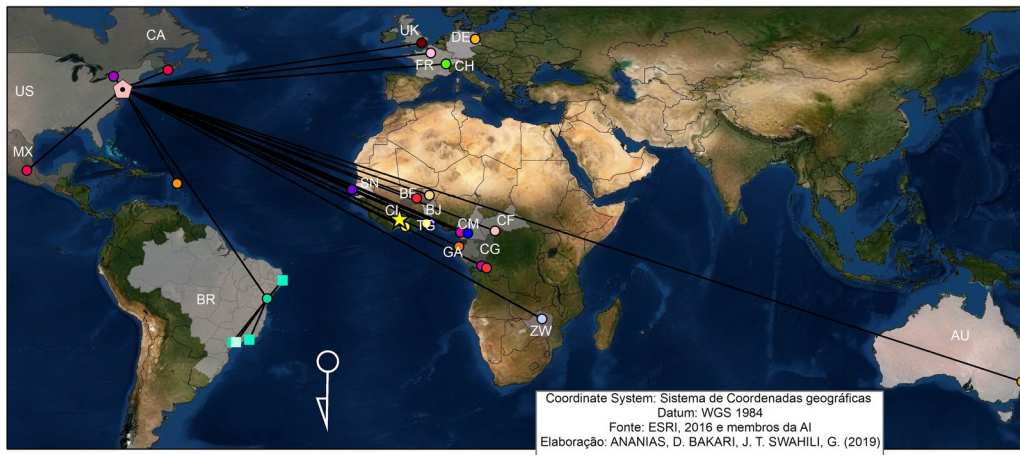 UK
DE
CA
FR
CH
US
MX
SN
BF
CI
BJ
TG
CM
CF
GA
CG
BR
ZW
AU
Coordinate System: Sistema de Coordenadas geográficas
Datum: WGS 1984
Fonte: ESRI, 2016 e membros da AI
Elaboração: ANANIAS, D. BAKARI, J. T. SWAHILI, G. (2019)